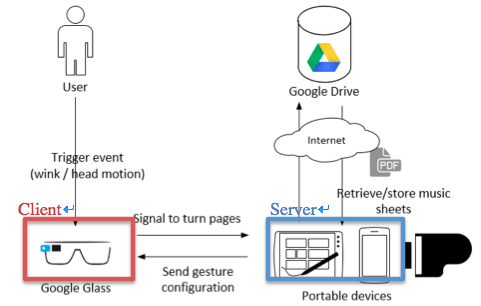 User
Google Drive
Internet
PDF
Trigger event
(wink / head motion)
Retrieve/store music
sheets
Client↵
Signal to turn pages
Server↵
Google Glass
Send gesture
configuration
Portable devices